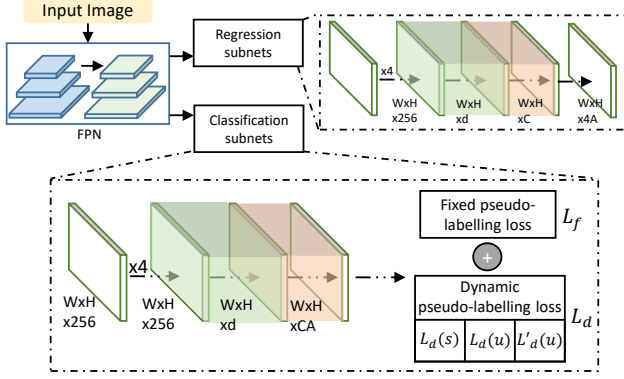 Input Image
FPN
Regression
subnets
Classification
subnets
x4
WxH
x256
WxH
xd
WxH
xC
WxH
x4A
x4
WxH
x256
WxH
x256
WxH
xd
WxH
xCA
Fixed pseudo-
labelling loss
L_f
+
Dynamic
pseudo-labelling loss
L_d
L_d(s) L_d(u) L'_d(u)